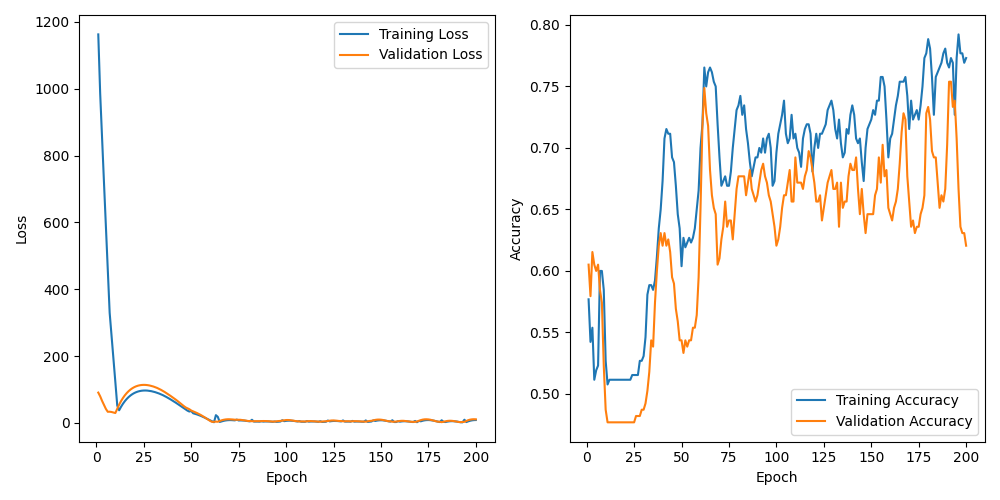 1200
1000
800
600
400
200
0
Loss
0 25 50 75 100 125 150 175 200
Epoch
Training Loss
Validation Loss
0.80
0.75
0.70
0.65
0.60
0.55
0.50
Accuracy
0 25 50 75 100 125 150 175 200
Epoch
Training Accuracy
Validation Accuracy